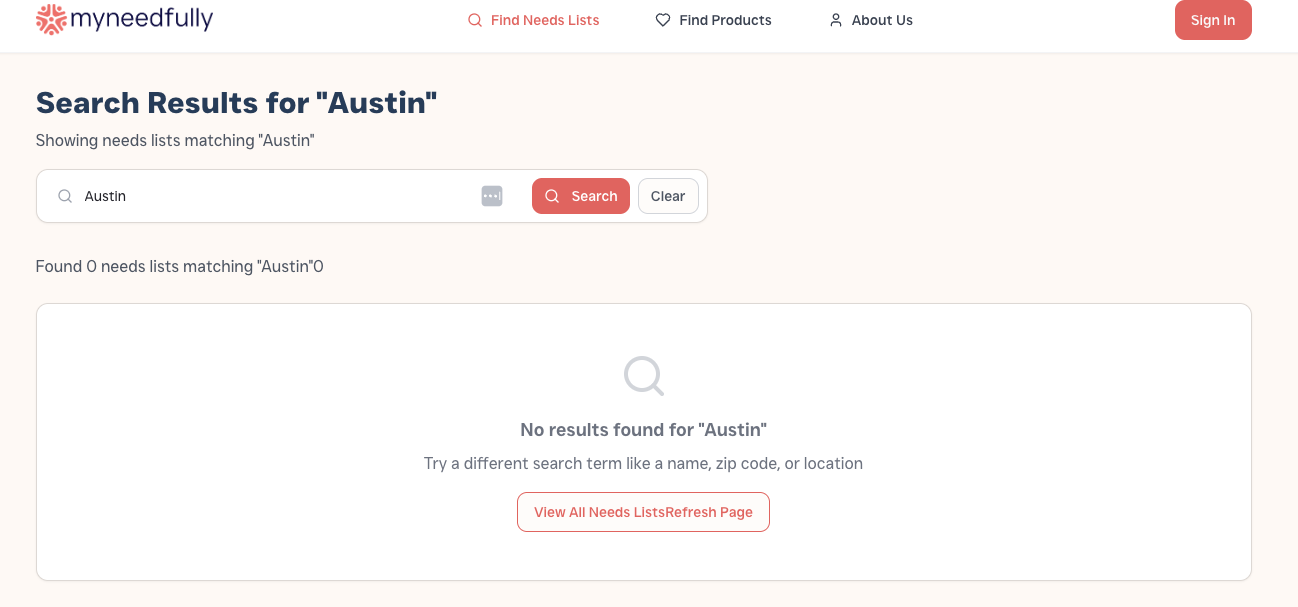 myneedfully
Find Needs Lists
Find Products
About Us
Sign In
Search Results for "Austin"
Showing needs lists matching "Austin"
Austin
Search
Clear
Found 0 needs lists matching "Austin"0
No results found for "Austin"
Try a different search term like a name, zip code, or location
View All Needs ListsRefresh Page